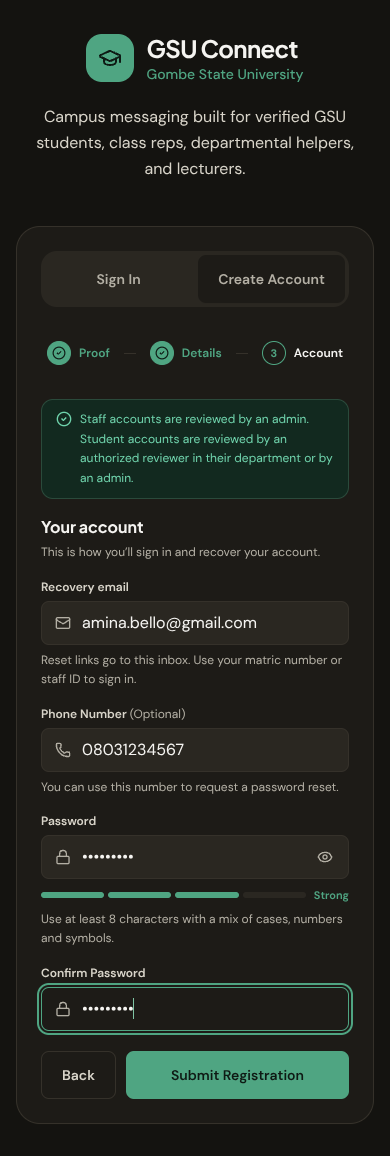 GSU Connect
Gombe State University
Campus messaging built for verified GSU
students, class reps, departmental helpers,
and lecturers.
Sign In
Create Account
Proof
Details
3
Account
Staff accounts are reviewed by an admin.
Student accounts are reviewed by an
authorized reviewer in their department or by
an admin.
Your account
This is how you'll sign in and recover your account.
Recovery email
amina.bello@gmail.com
Reset links go to this inbox. Use your matric number or
staff ID to sign in.
Phone Number (Optional)
08031234567
You can use this number to request a password reset.
Password
•••••••••
Strong
Use at least 8 characters with a mix of cases, numbers
and symbols.
Confirm Password
•••••••••
Back
Submit Registration